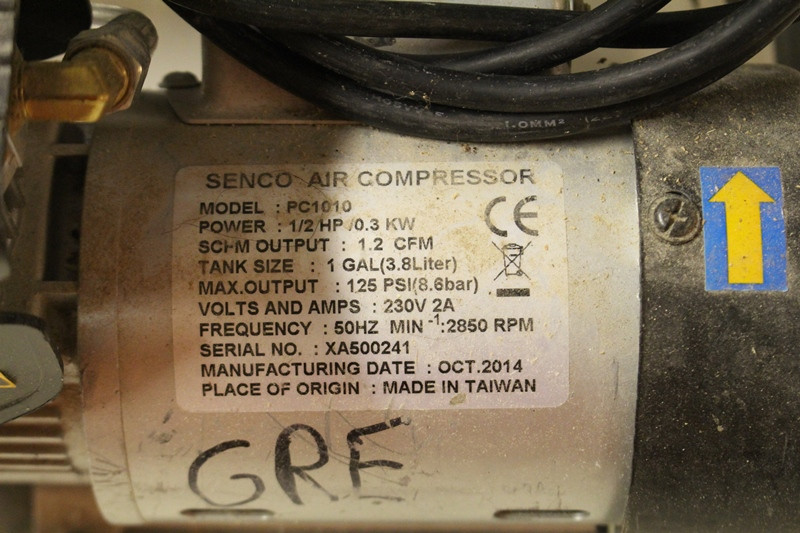 1.0MM²
SENCO AIR COMPRESSOR
MODEL : PC1010
POWER : 1/2 HP /0.3 KW
SCFM OUTPUT : 1.2 CFM
TANK SIZE : 1 GAL(3.8Liter)
MAX.OUTPUT : 125 PSI(8.6bar)
VOLTS AND AMPS : 230V 2A
FREQUENCY : 50HZ MIN⁻¹:2850 RPM
SERIAL NO. : XA500241
MANUFACTURING DATE : OCT.2014
PLACE OF ORIGIN : MADE IN TAIWAN
CE
GRE